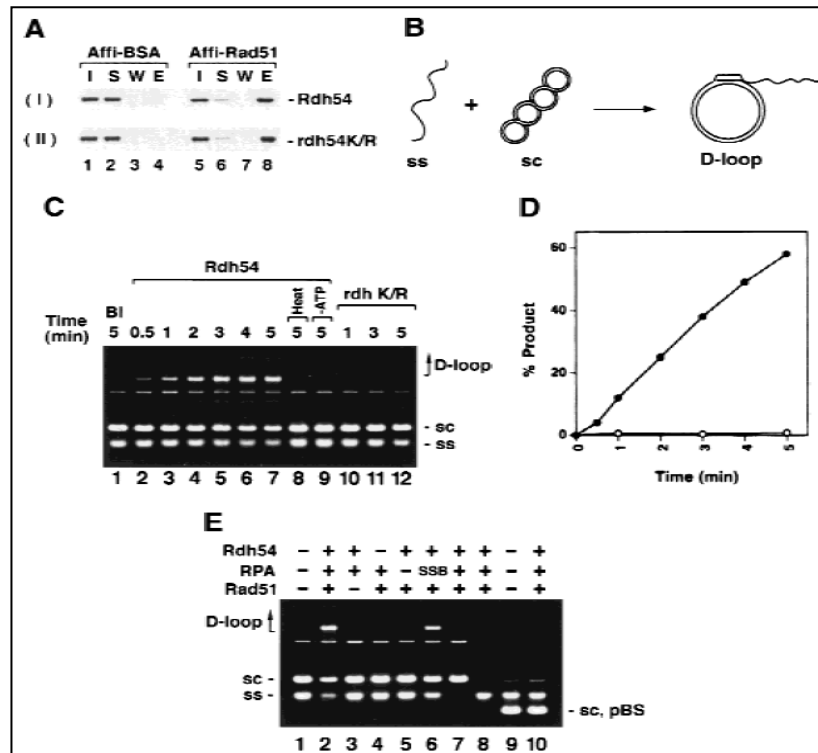 A
Affi-BSA Affi-Rad51
I S W E I S W E
( I ) - Rdh54
( II ) - rdh54K/R
1 2 3 4 5 6 7 8
B
+
ss sc D-loop
C
Rdh54
Heat -ATP rdh K/R
Time (min) Bl 5 0.5 1 2 3 4 5 5 5 1 3 5
D-loop
- sc
- ss
1 2 3 4 5 6 7 8 9 10 11 12
D
% Product
60
40
20
0
0 1 2 3 4 5
Time (min)
E
Rdh54 - + + - + + + + - +
RPA - + + + - SSB + + - +
Rad51 - + - + + + + + - +
D-loop
sc -
ss -
- sc, pBS
1 2 3 4 5 6 7 8 9 10